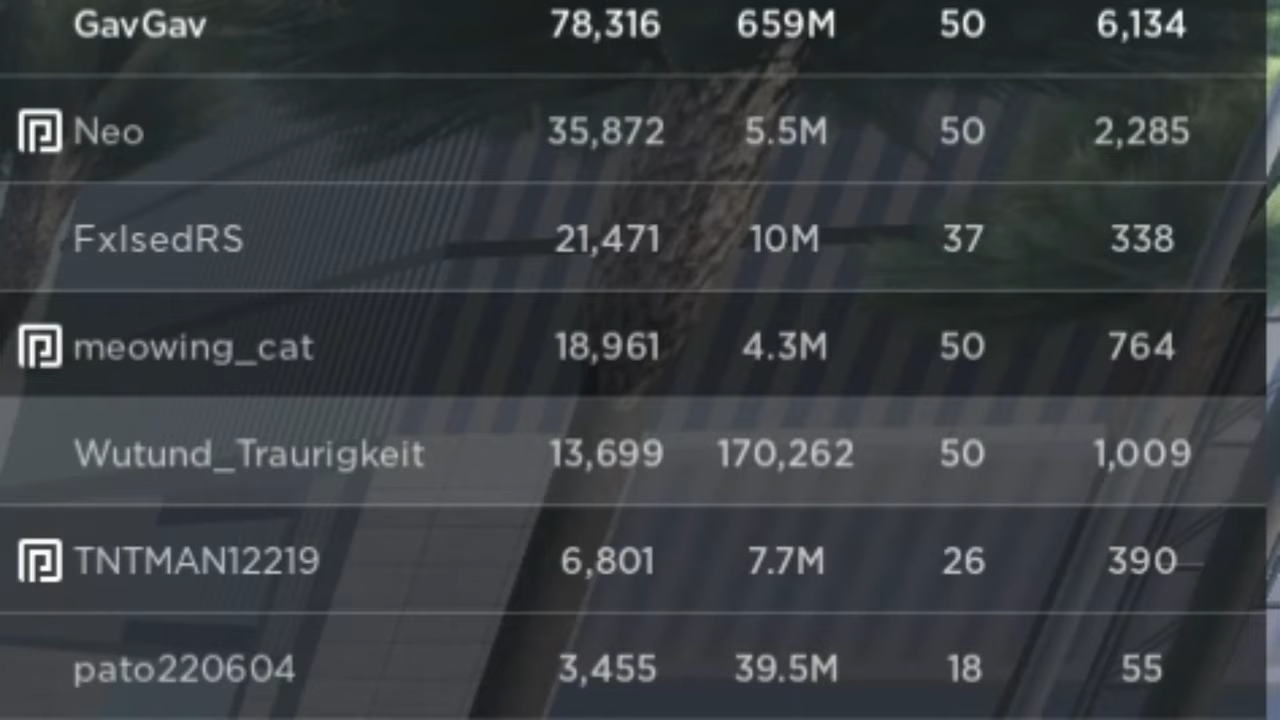 GavGav 78,316 659M 50 6,134
Neo 35,872 5.5M 50 2,285
FxIsedRS 21,471 10M 37 338
meowing_cat 18,961 4.3M 50 764
Wutund_Traurigkeit 13,699 170,262 50 1,009
TNTMAN12219 6,801 7.7M 26 390
pato220604 3,455 39.5M 18 55